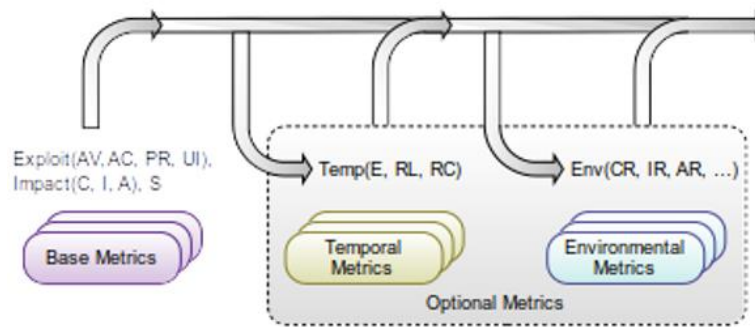 Exploit(AV, AC, PR, UI),
Impact(C, I, A), S
Temp(E, RL, RC)
Env(CR, IR, AR, ...)
Base Metrics
Temporal
Metrics
Environmental
Metrics
Optional Metrics